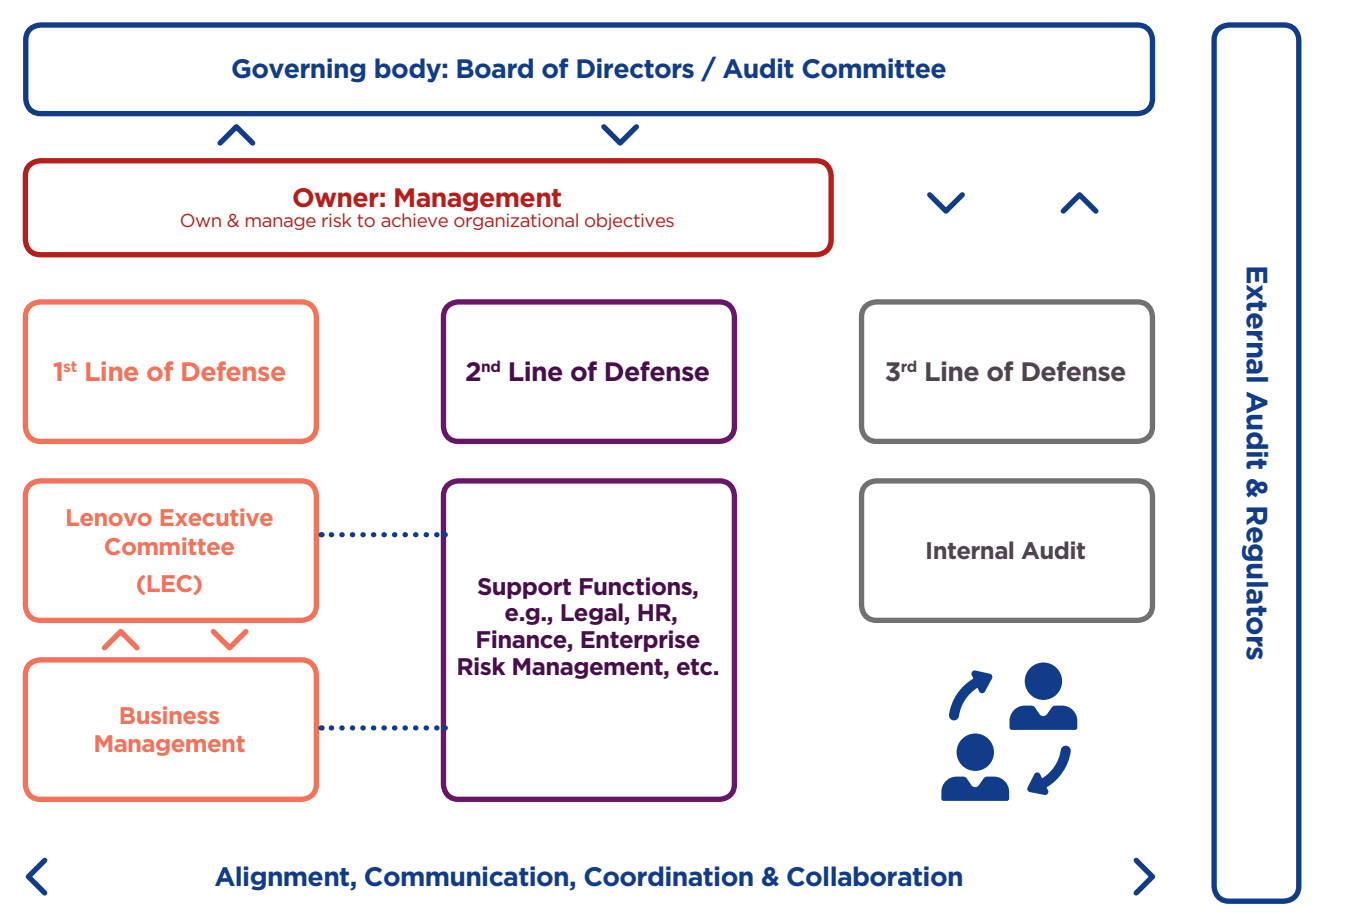 Governing body: Board of Directors / Audit Committee
Owner: Management
Own & manage risk to achieve organizational objectives
1st Line of Defense
2nd Line of Defense
3rd Line of Defense
Lenovo Executive
Committee
(LEC)
Business
Management
Support Functions,
e.g., Legal, HR,
Finance, Enterprise
Risk Management, etc.
Internal Audit
External Audit & Regulators
Alignment, Communication, Coordination & Collaboration